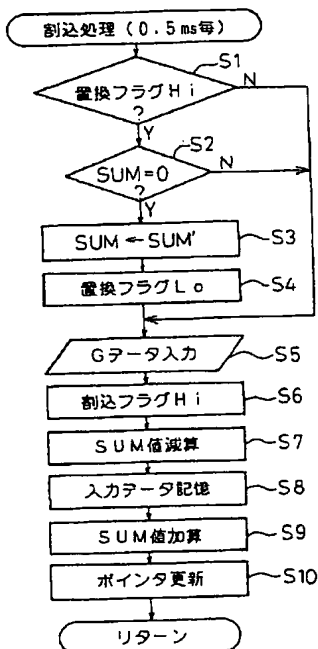 割込処理(0.5ms毎)
S1
置換フラグHi
?
N
Y
S2
SUM=0
?
N
Y
SUM←SUM'
S3
置換フラグLo
S4
Gデータ入力
S5
割込フラグHi
S6
SUM値減算
S7
入力データ記憶
S8
SUM値加算
S9
ポインタ更新
S10
リターン